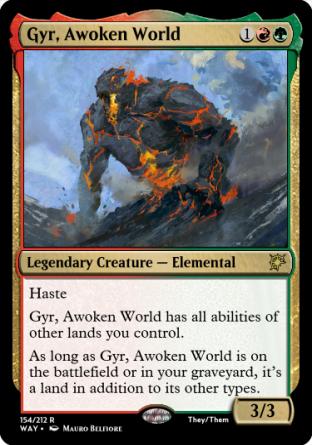 Gyr, Awoken World 1
Legendary Creature — Elemental
Haste
Gyr, Awoken World has all abilities of
other lands you control.
As long as Gyr, Awoken World is on
the battlefield or in your graveyard, it’s
a land in addition to its other types.
3/3
154/212 R They/Them
WAY • Mauro Belfiore